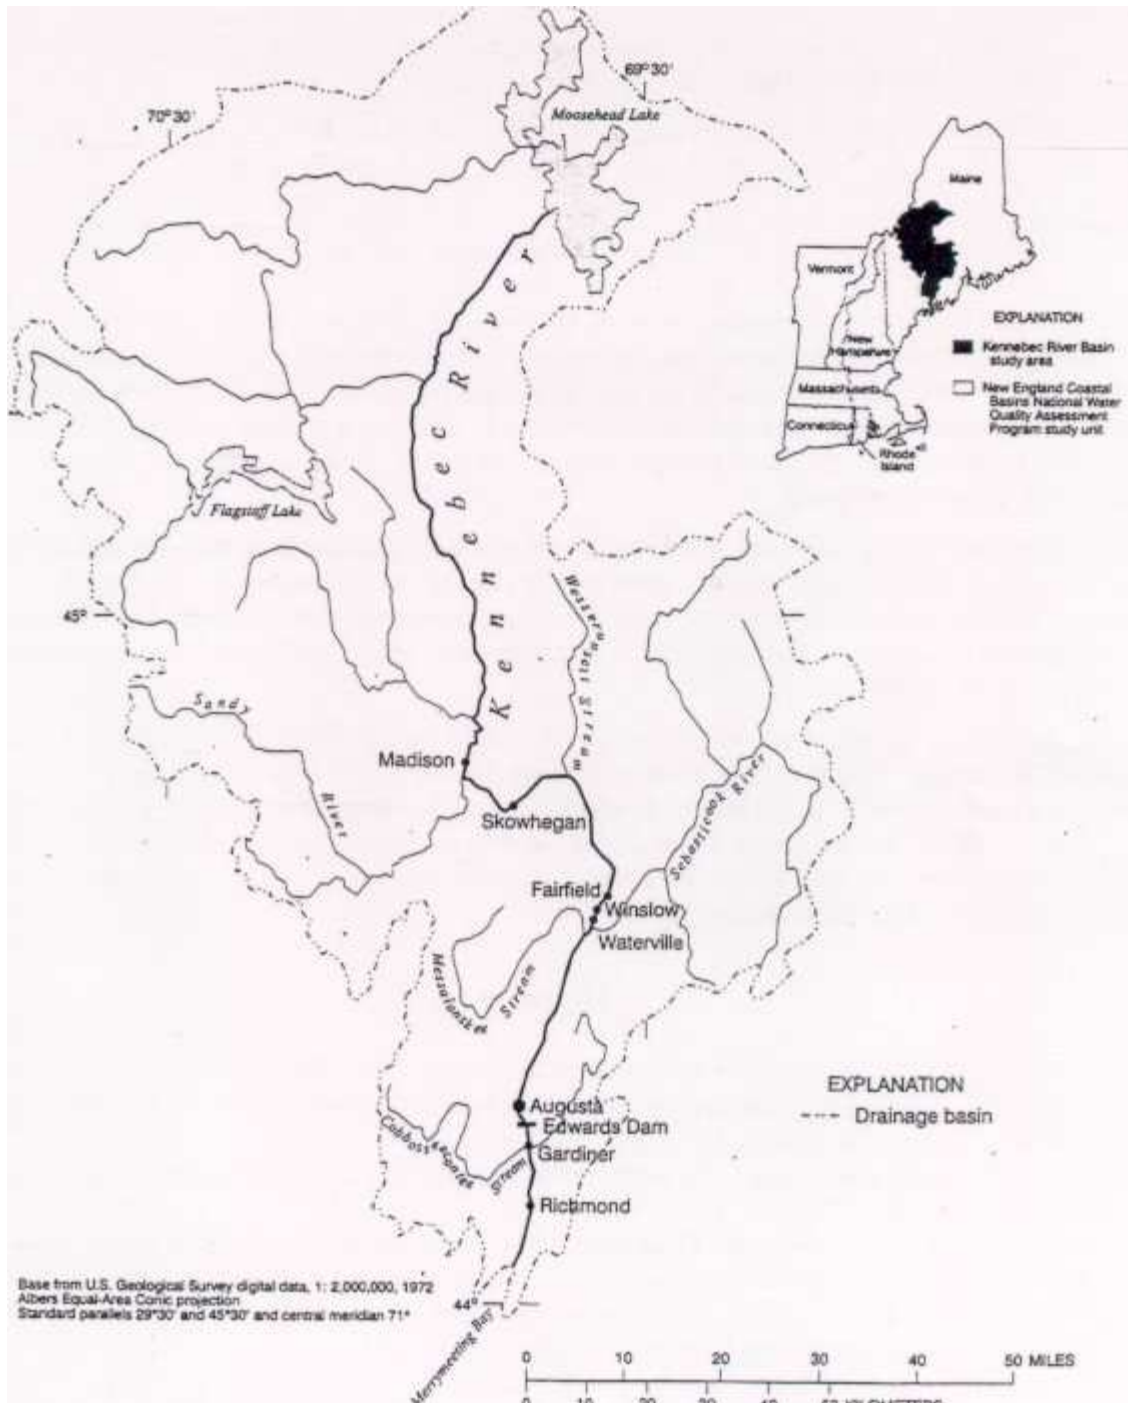 69°30'
70°30'
Moosehead Lake
Maine
Vermont
New
Hampshire
Massachusetts
Connecticut
Rhode
Island
EXPLANATION
Kennebec River Basin
study area
New England Coastal
Basins National Water
Quality Assessment
Program study unit
Kennebec River
Flagstaff Lake
45°
Wesserunsett Stream
Sandy River
Madison
Skowhegan
Sebasticook River
Fairfield
Winslow
Waterville
Messalonskee Stream
EXPLANATION
Drainage basin
Augusta
Edwards Dam
Gardiner
Stream
Richmond
Base from U.S. Geological Survey digital data, 1: 2,000,000, 1972
Albers Equal-Area Conic projection
Standard parallels 29°30' and 45°30' and central meridian 71°
44°
Merrymeeting Bay
0 10 20 30 40 50 MILES